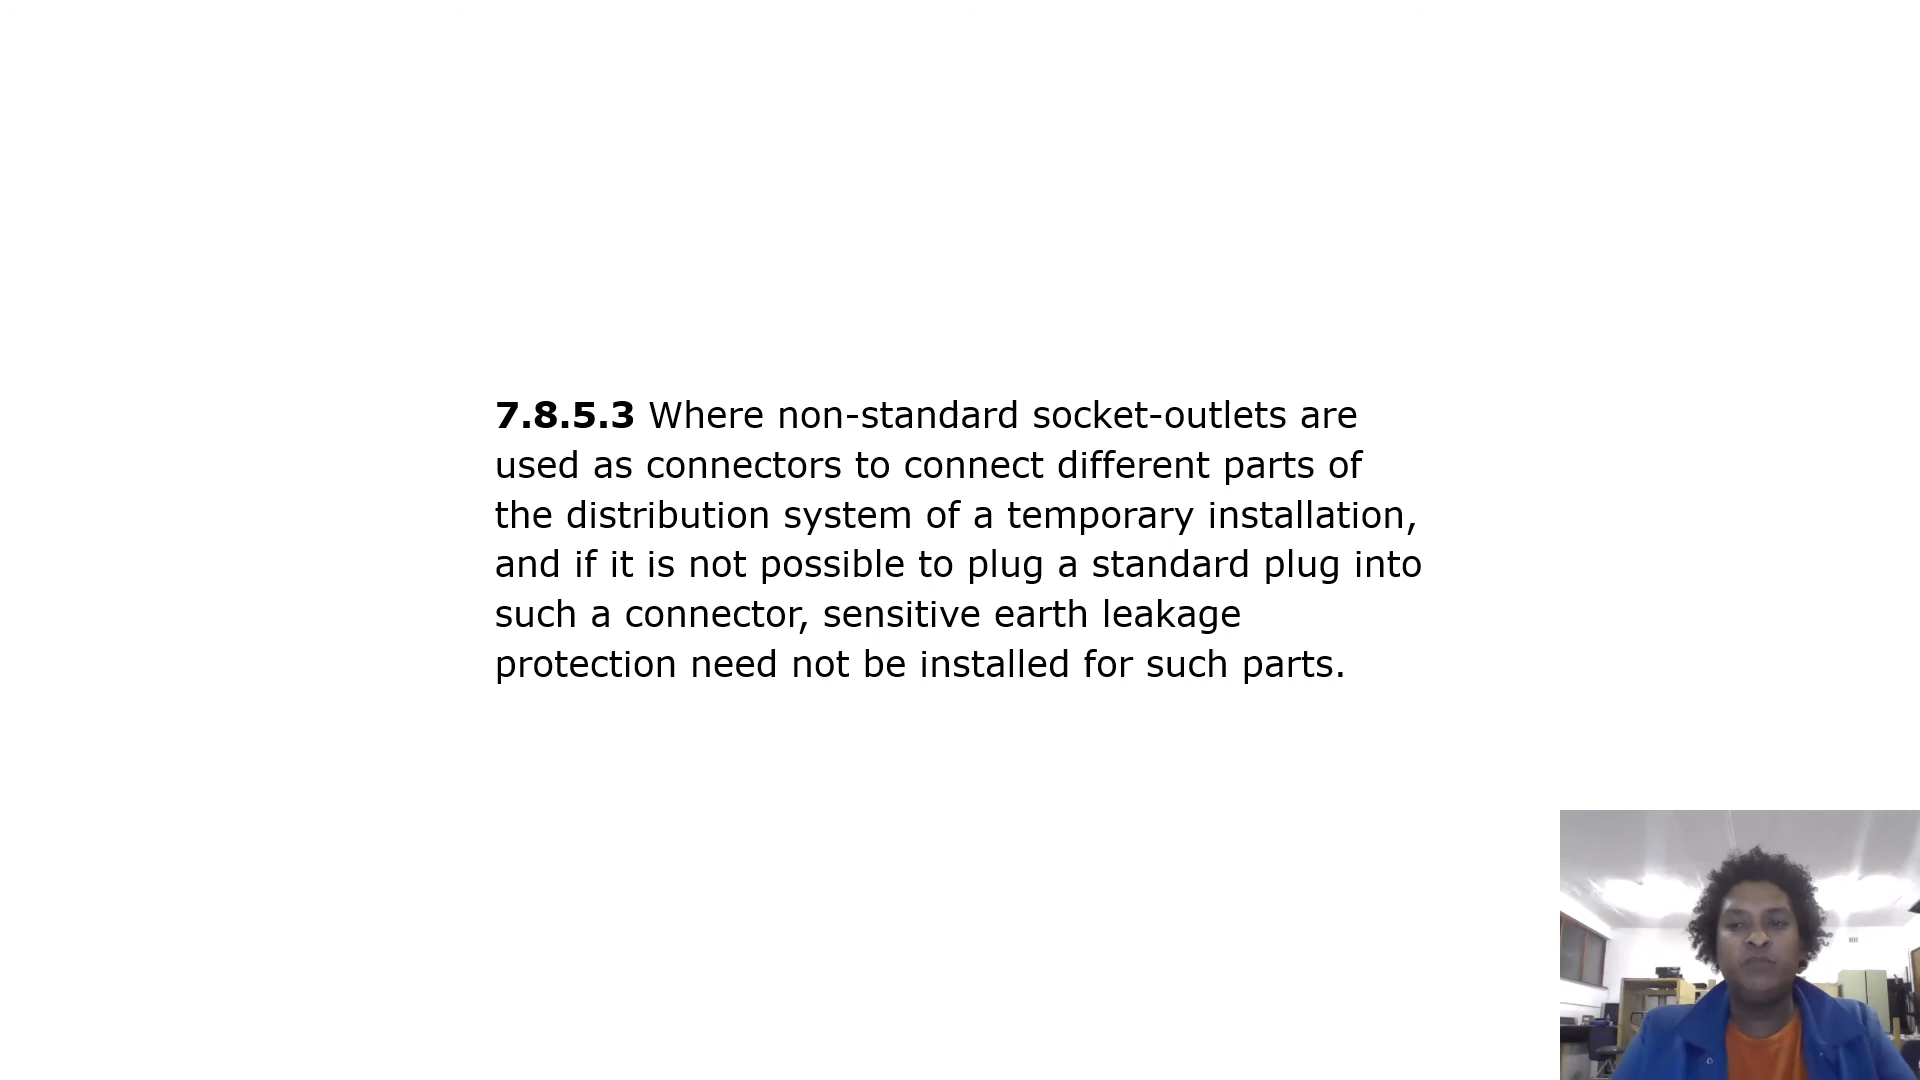 7.8.5.3 Where non-standard socket-outlets are
used as connectors to connect different parts of
the distribution system of a temporary installation,
and if it is not possible to plug a standard plug into
such a connector, sensitive earth leakage
protection need not be installed for such parts.